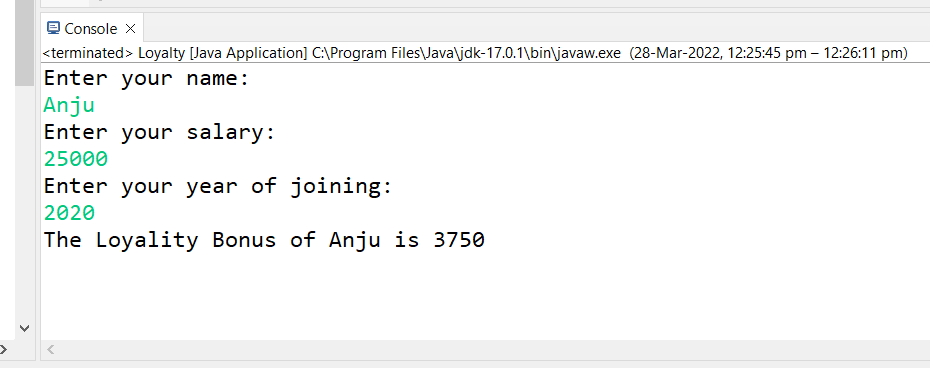 Console
<terminated> Loyalty [Java Application] C:\Program Files\Java\jdk-17.0.1\bin\javaw.exe (28-Mar-2022, 12:25:45 pm – 12:26:11 pm)
Enter your name:
Anju
Enter your salary:
25000
Enter your year of joining:
2020
The Loyality Bonus of Anju is 3750